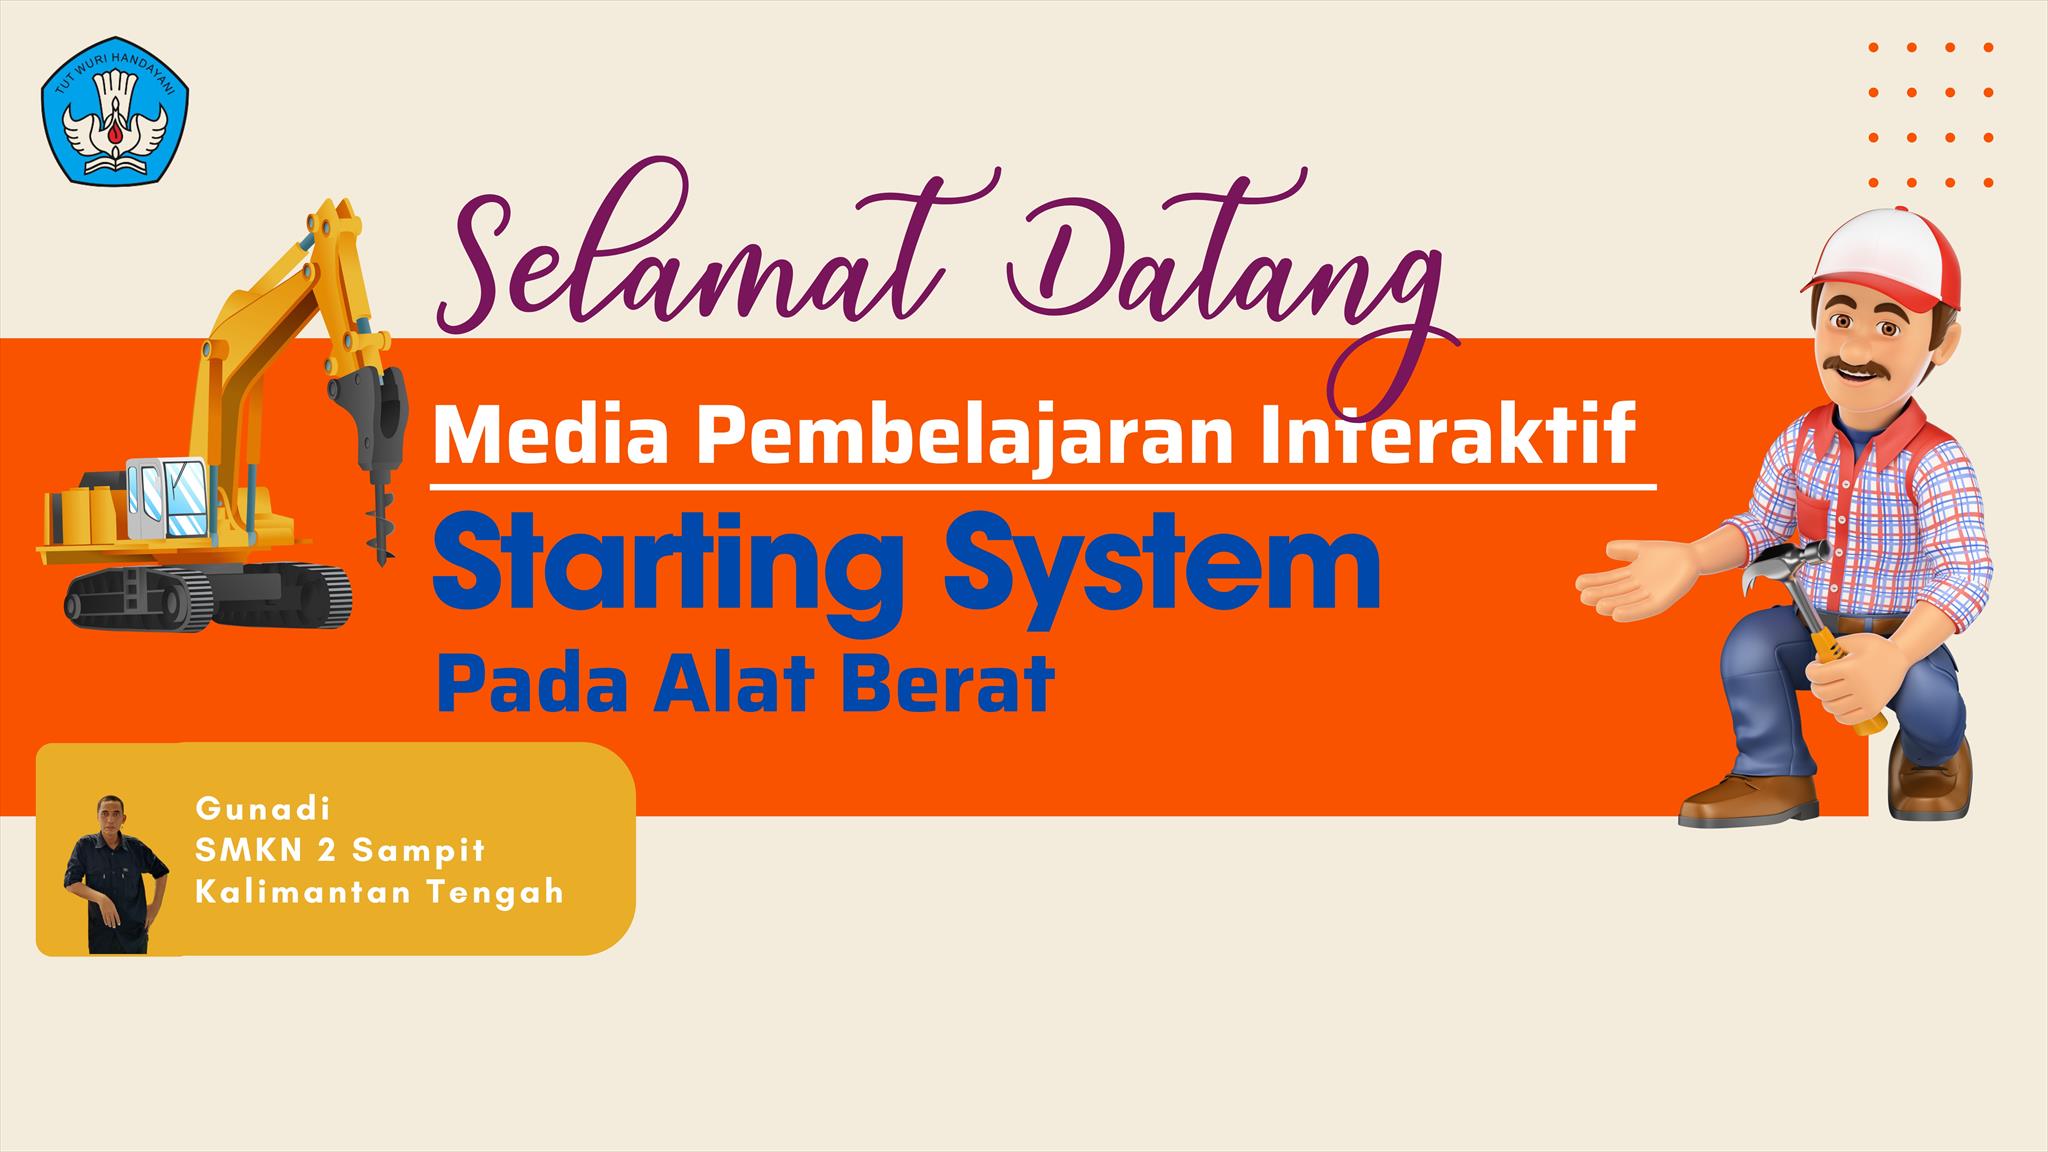 TUT WURI HANDAYANI
Selamat Datang
Media Pembelajaran Interaktif
Starting System
Pada Alat Berat
Gunadi
SMKN 2 Sampit
Kalimantan Tengah